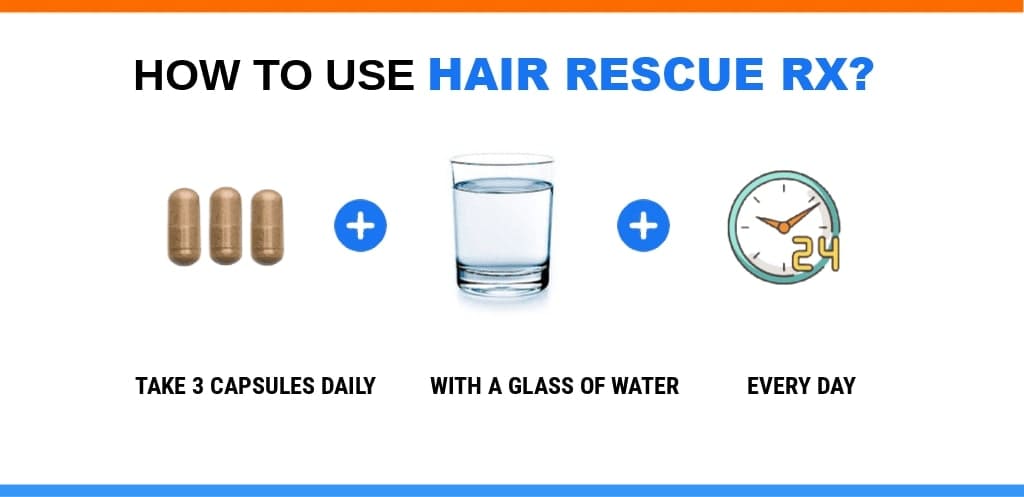 HOW TO USE HAIR RESCUE RX?
24
TAKE 3 CAPSULES DAILY
WITH A GLASS OF WATER
EVERY DAY